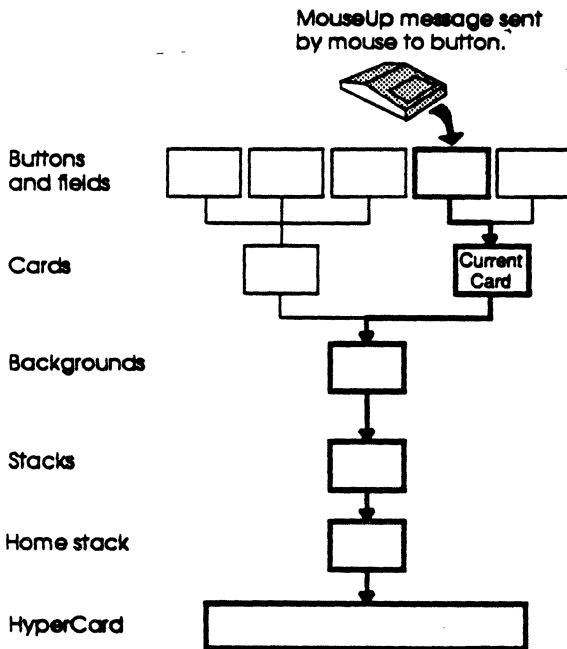 MouseUp message sent
by mouse to button.
Buttons
and fields
Cards
Current
Card
Backgrounds
Stacks
Home stack
HyperCard